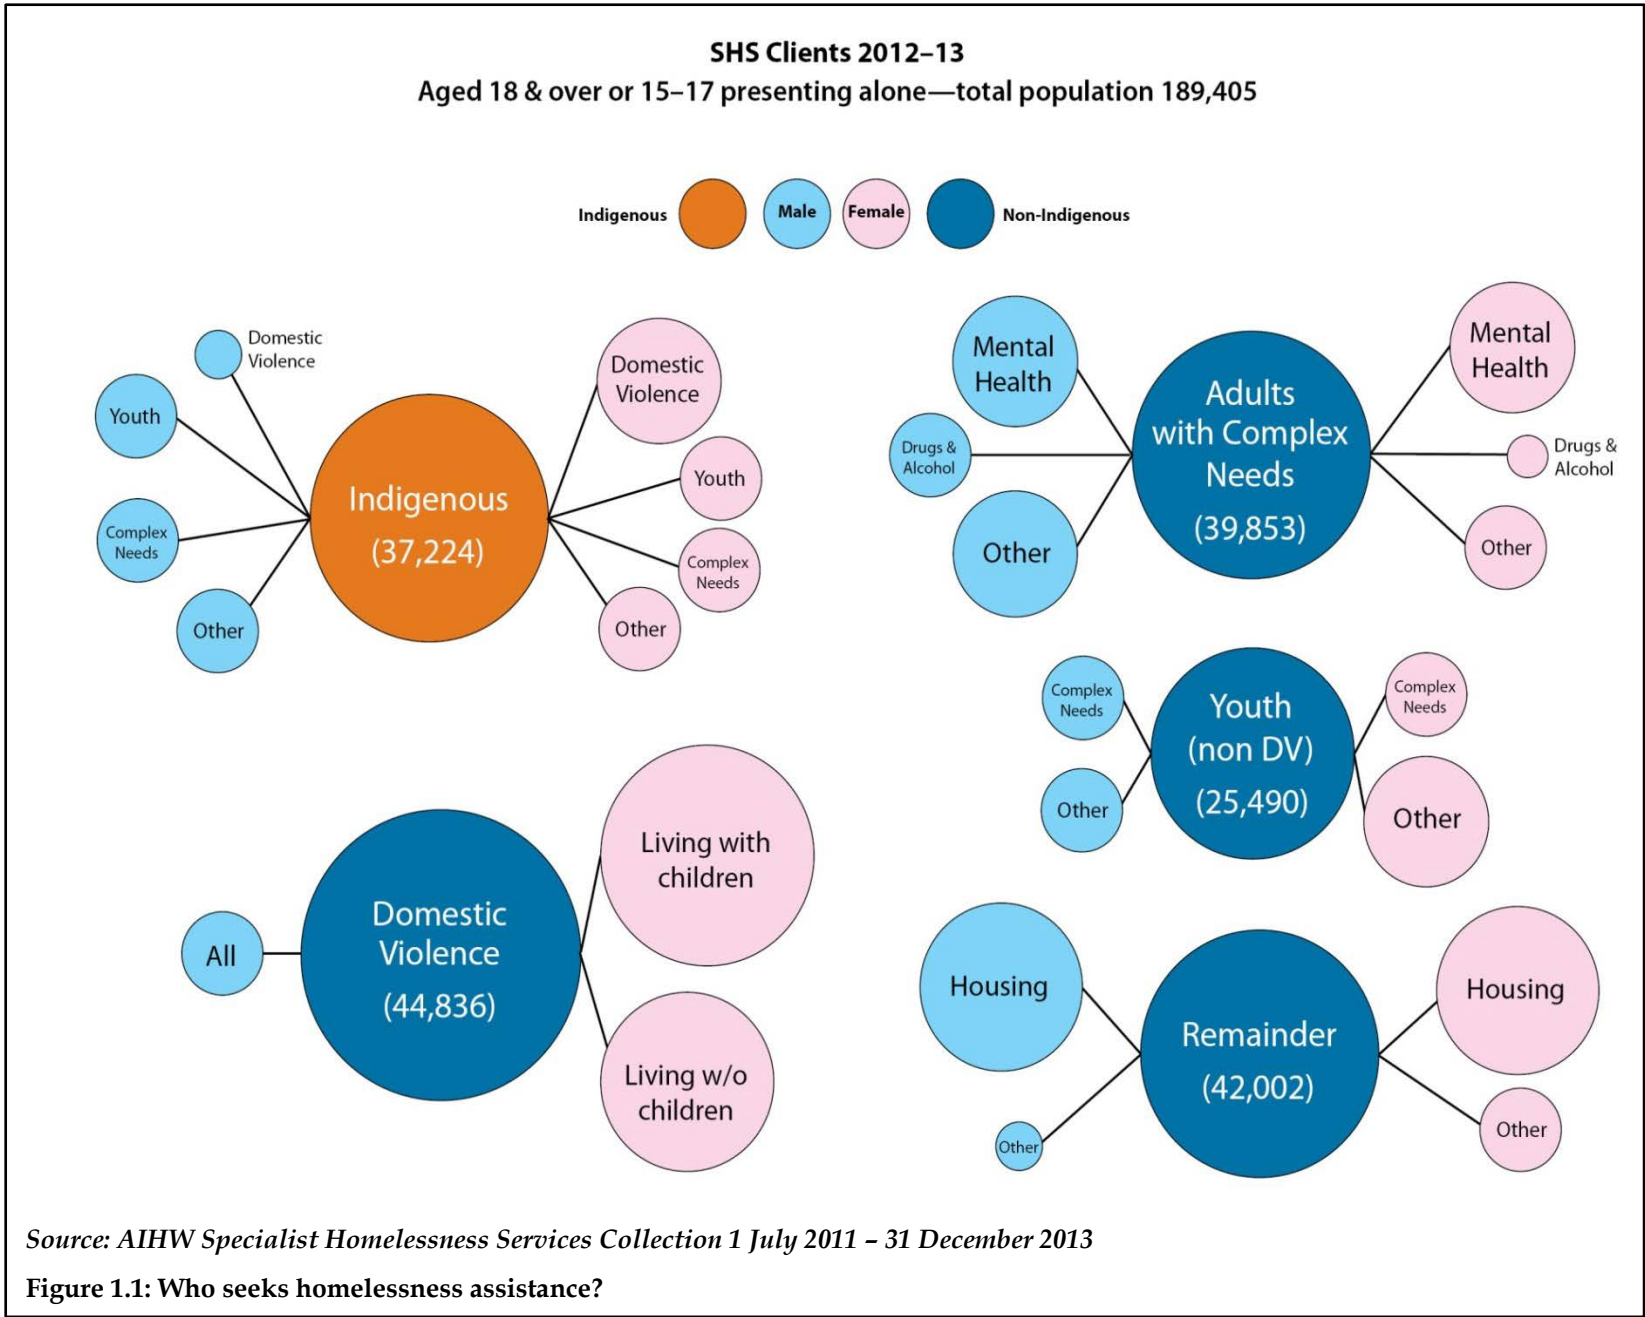 SHS Clients 2012–13
Aged 18 & over or 15–17 presenting alone—total population 189,405
Indigenous
Male
Female
Non-Indigenous
Domestic
Violence
Youth
Complex
Needs
Other
Indigenous
(37,224)
Domestic
Violence
Youth
Complex
Needs
Other
Mental
Health
Drugs &
Alcohol
Other
Adults
with Complex
Needs
(39,853)
Mental
Health
Drugs &
Alcohol
Other
Complex
Needs
Other
Youth
(non DV)
(25,490)
Complex
Needs
Other
All
Domestic
Violence
(44,836)
Living with
children
Living w/o
children
Housing
Other
Remainder
(42,002)
Housing
Other
Source: AIHW Specialist Homelessness Services Collection 1 July 2011 – 31 December 2013
Figure 1.1: Who seeks homelessness assistance?